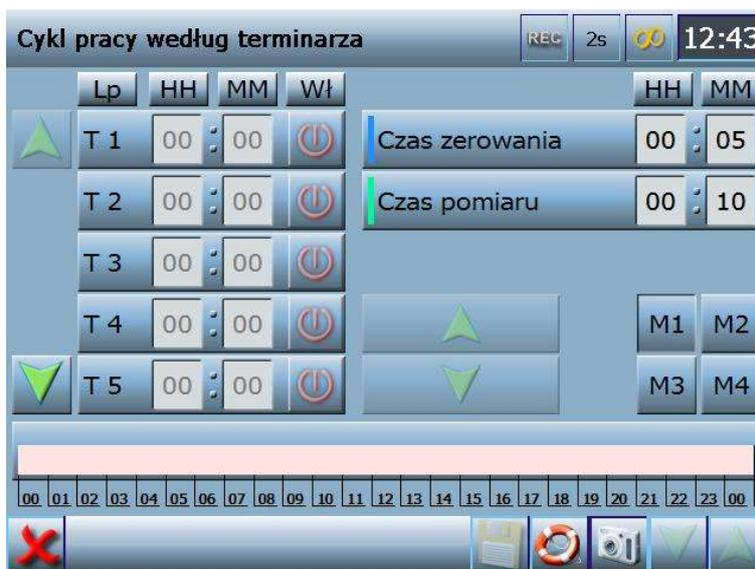 Cykl pracy według terminarza REC 2s 12:43
Lp HH MM Wł HH MM
T 1 00 : 00 Czas zerowania 00 : 05
T 2 00 : 00 Czas pomiaru 00 : 10
T 3 00 : 00
T 4 00 : 00 M1 M2
T 5 00 : 00 M3 M4
00 01 02 03 04 05 06 07 08 09 10 11 12 13 14 15 16 17 18 19 20 21 22 23 00